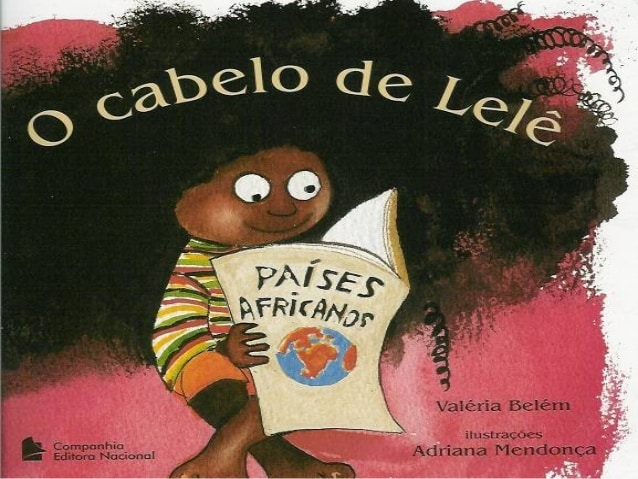 O cabelo de Lelê
PAÍSES
AFRICANOS
Valéria Belém
ilustrações
Adriana Mendonça
Companhia
Editora Nacional